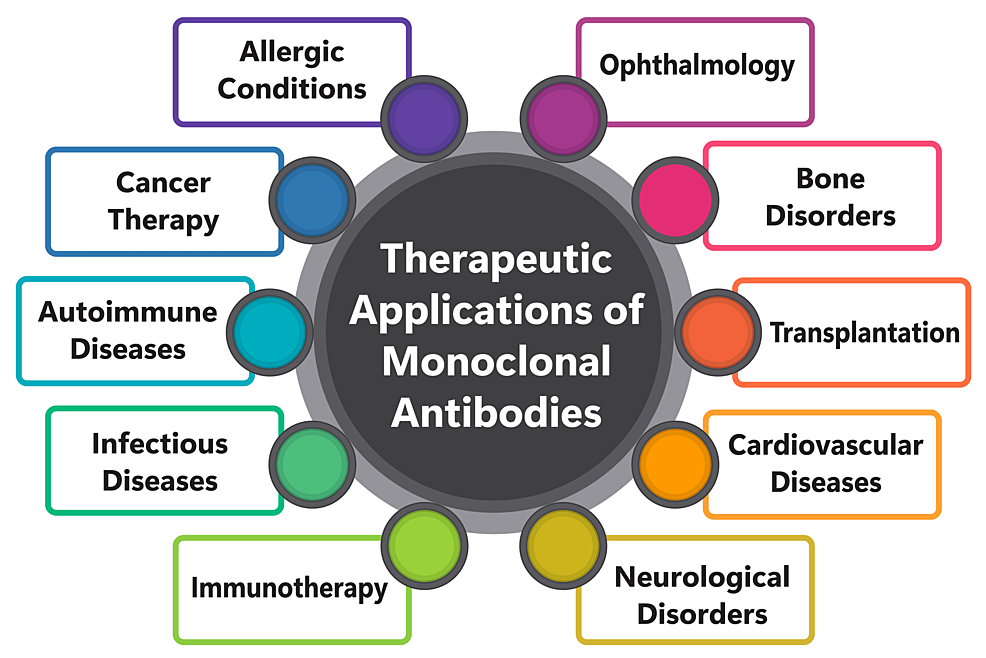 Allergic
Conditions
Ophthalmology
Cancer
Therapy
Bone
Disorders
Therapeutic
Applications of
Monoclonal
Antibodies
Autoimmune
Diseases
Transplantation
Infectious
Diseases
Cardiovascular
Diseases
Immunotherapy
Neurological
Disorders